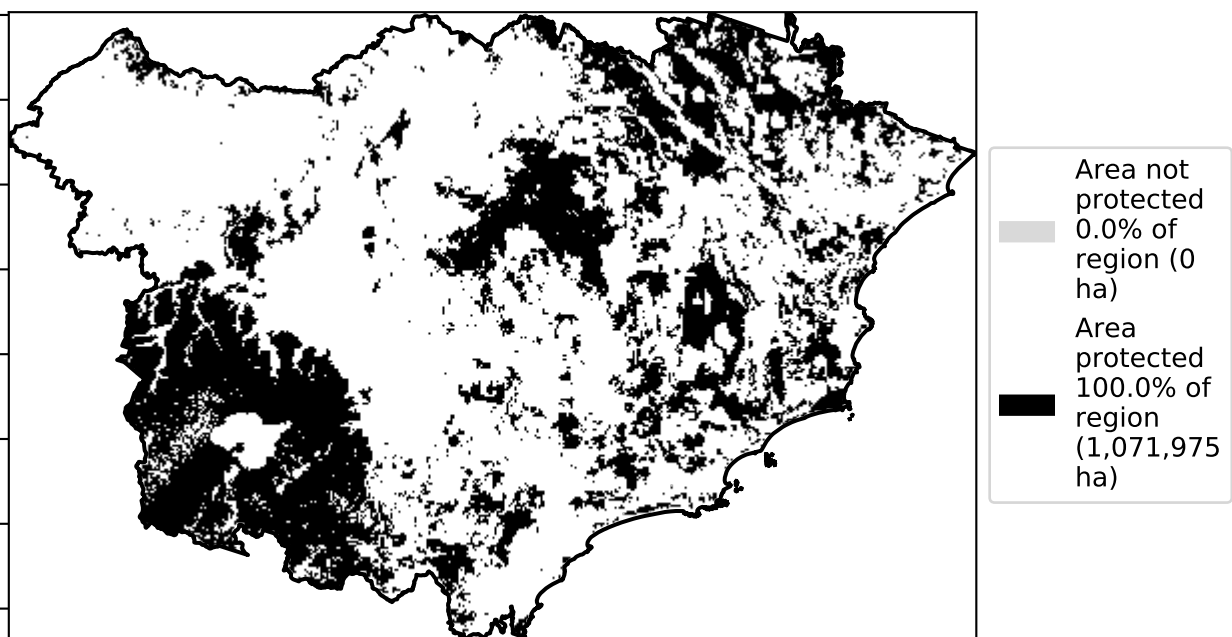 Area not
protected
0.0% of
region (0
ha)
Area
protected
100.0% of
region
(1,071,975
ha)